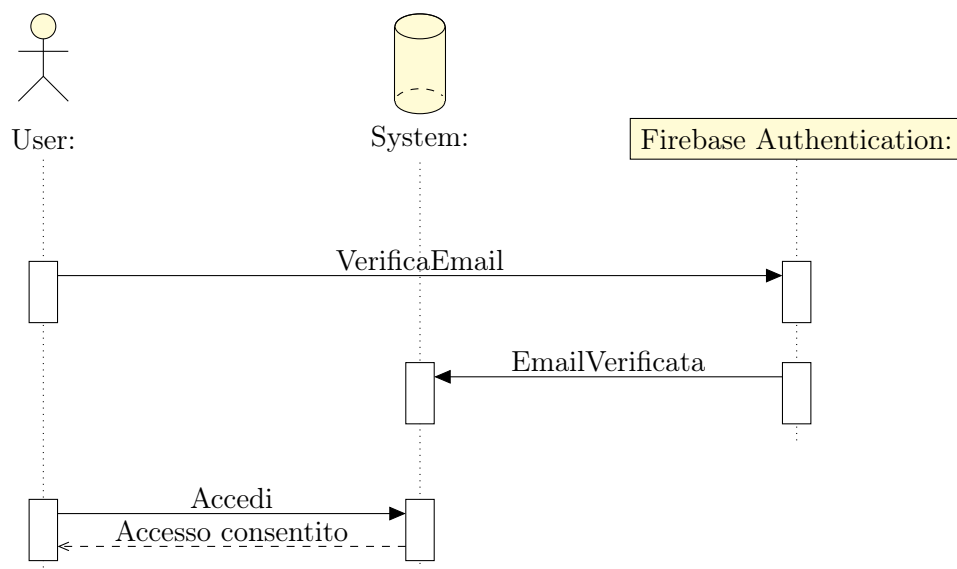 User:
System:
Firebase Authentication:
VerificaEmail
EmailVerificata
Accedi
Accesso consentito